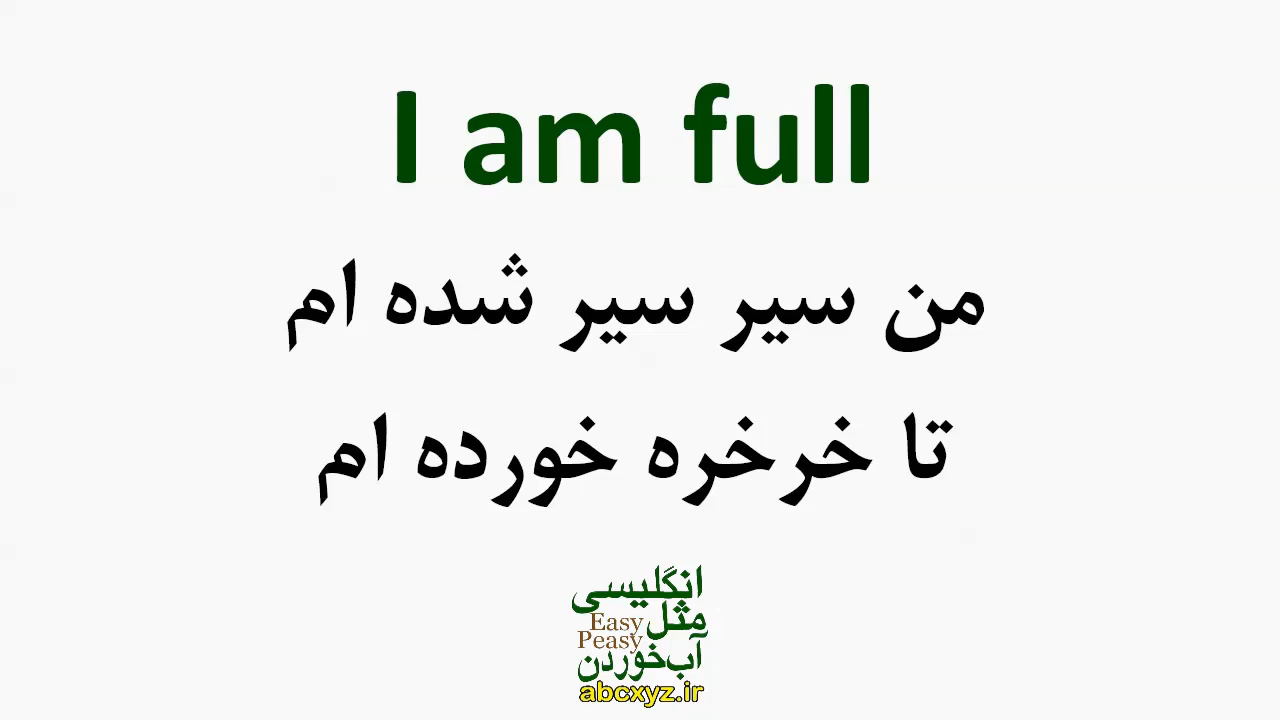 I am full
من سیر سیر شده ام
تا خرخره خورده ام
انگلیسی
مثل Easy
Peasy
آب‌خوردن
abcxyz.ir